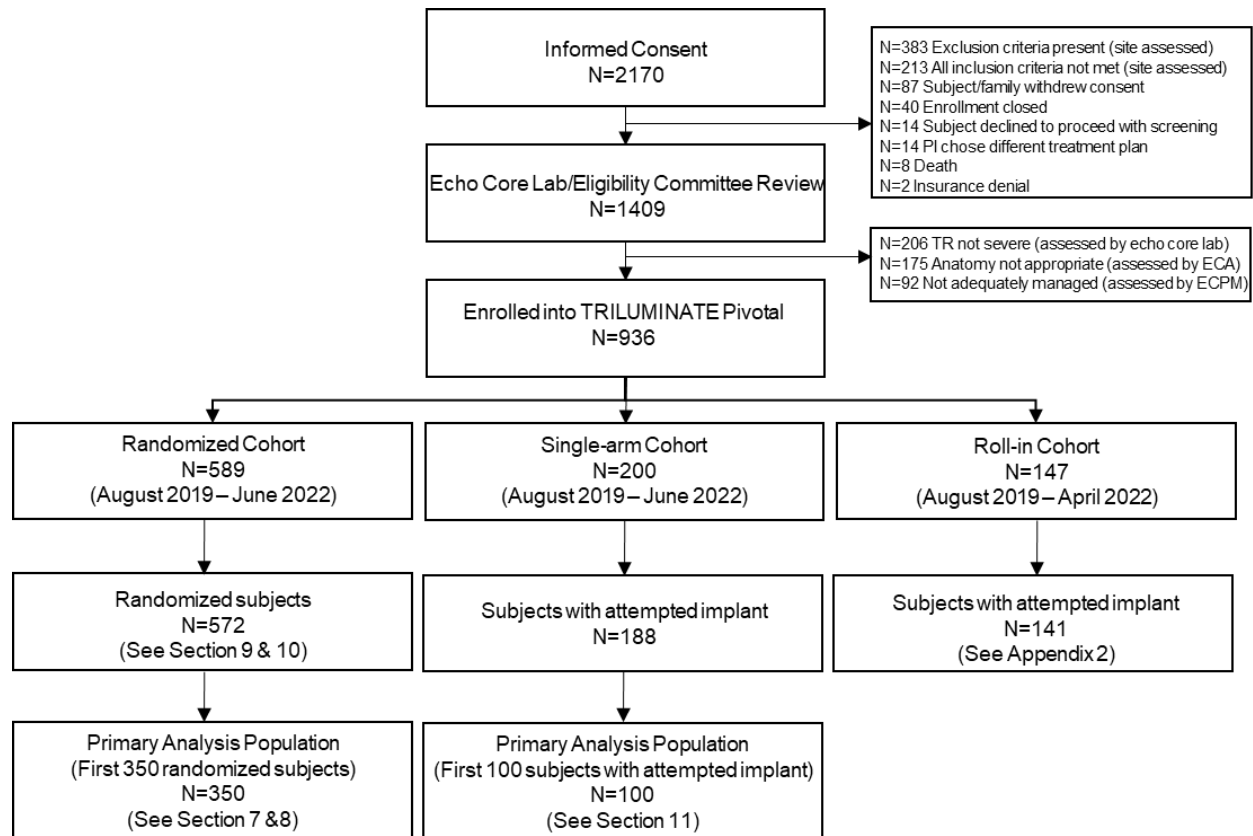 Informed Consent
N=2170
N=383 Exclusion criteria present (site assessed)
N=213 All inclusion criteria not met (site assessed)
N=87 Subject/family withdrew consent
N=40 Enrollment closed
N=14 Subject declined to proceed with screening
N=14 PI chose different treatment plan
N=8 Death
N=2 Insurance denial
Echo Core Lab/Eligibility Committee Review
N=1409
N=206 TR not severe (assessed by echo core lab)
N=175 Anatomy not appropriate (assessed by ECA)
N=92 Not adequately managed (assessed by ECPM)
Enrolled into TRILUMINATE Pivotal
N=936
Randomized Cohort
N=589
(August 2019 – June 2022)
Single-arm Cohort
N=200
(August 2019 – June 2022)
Roll-in Cohort
N=147
(August 2019 – April 2022)
Randomized subjects
N=572
(See Section 9 & 10)
Subjects with attempted implant
N=188
Subjects with attempted implant
N=141
(See Appendix 2)
Primary Analysis Population
(First 350 randomized subjects)
N=350
(See Section 7 &8)
Primary Analysis Population
(First 100 subjects with attempted implant)
N=100
(See Section 11)